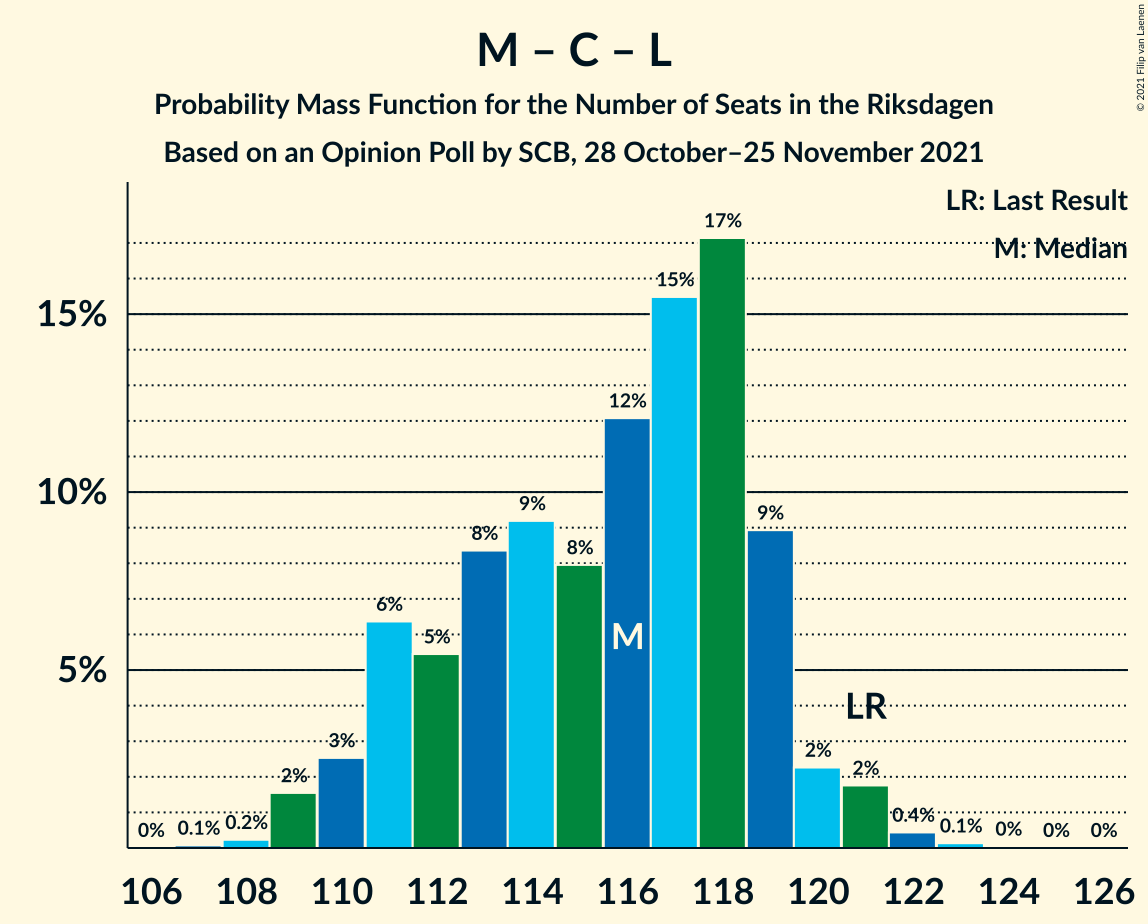 M – C – L
Probability Mass Function for the Number of Seats in the Riksdagen
Based on an Opinion Poll by SCB, 28 October–25 November 2021
© 2021 Filip van Laenen
LR: Last Result
M: Median
17%
15%
15%
12%
10%
9%
9%
8%
8%
6%
5%
5%
M
LR
3%
2%
2%
2%
0%
0.1%
0.2%
0.4%
0.1%
0%
0%
0%
106 108 110 112 114 116 118 120 122 124 126